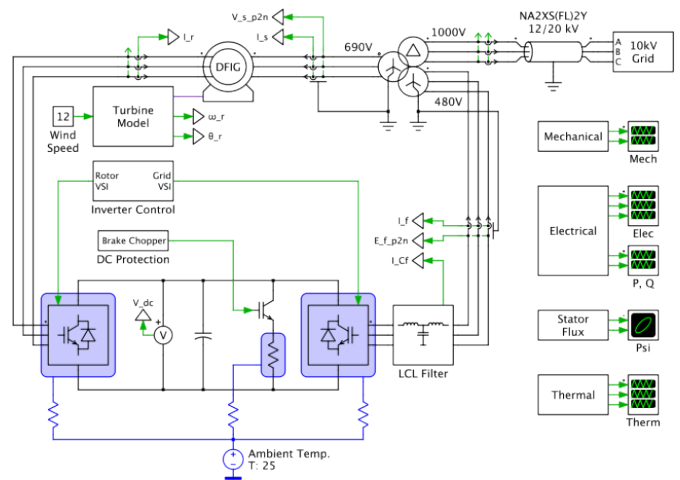 NA2XS(FL)2Y
12/20 kV
V_s_p2n
I_r
I_s
690V
1000V
DFIG
A
B
C
10kV
Grid
480V
12
Wind
Speed
Turbine
Model
ω_r
θ_r
Mechanical
Mech
Rotor
VSI
Grid
VSI
Inverter Control
Brake Chopper
DC Protection
I_f
E_f_p2n
I_Cf
Electrical
Elec
P, Q
V_dc
V
LCL Filter
Stator
Flux
Psi
Thermal
Therm
Ambient Temp.
T: 25